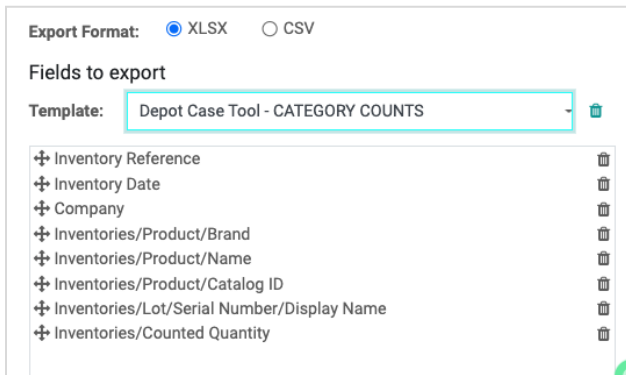 Export Format: XLSX CSV
Fields to export
Template: Depot Case Tool - CATEGORY COUNTS
Inventory Reference
Inventory Date
Company
Inventories/Product/Brand
Inventories/Product/Name
Inventories/Product/Catalog ID
Inventories/Lot/Serial Number/Display Name
Inventories/Counted Quantity